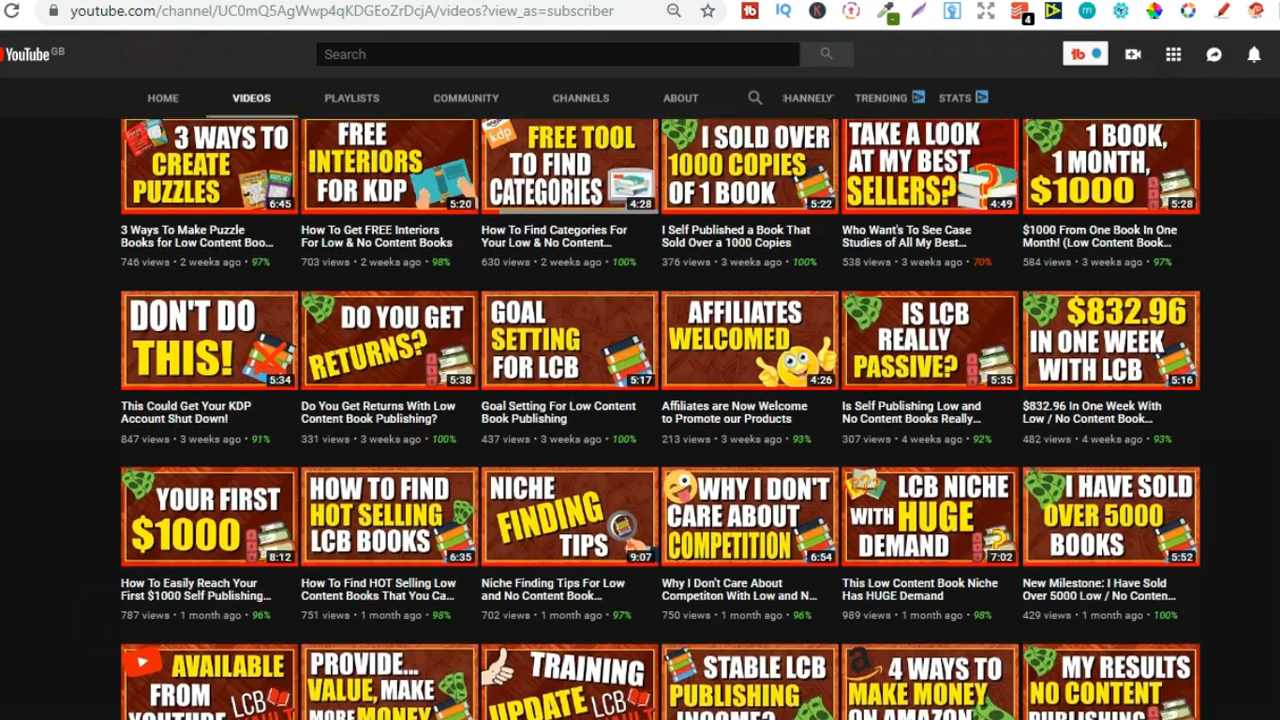 youtube.com/channel/UC0mQ5AgWwp4qKDGEoZrDcjA/videos?view_as=subscriber
YouTube GB
Search
HOME VIDEOS PLAYLISTS COMMUNITY CHANNELS ABOUT HANNELY TRENDING STATS
3 WAYS TO
CREATE
PUZZLES
6:45
FREE
INTERIORS
FOR KDP
5:20
kdp
FREE TOOL
TO FIND
CATEGORIES
4:28
I SOLD OVER
1000 COPIES
OF 1 BOOK
5:22
TAKE A LOOK
AT MY BEST
SELLERS?
4:49
1 BOOK,
1 MONTH,
$1000
5:28
3 Ways To Make Puzzle
Books for Low Content Boo...
746 views • 2 weeks ago • 97%
How To Get FREE Interiors
For Low & No Content Books
703 views • 2 weeks ago • 98%
How To Find Categories For
Your Low & No Content...
630 views • 2 weeks ago • 100%
I Self Published a Book That
Sold Over a 1000 Copies
376 views • 3 weeks ago • 100%
Who Want's To See Case
Studies of All My Best...
538 views • 3 weeks ago • 70%
$1000 From One Book In One
Month! (Low Content Book...
584 views • 3 weeks ago • 97%
DON'T DO
THIS!
5:34
DO YOU GET
RETURNS?
5:38
GOAL
SETTING
FOR LCB
5:17
AFFILIATES
WELCOMED
4:26
IS LCB
REALLY
PASSIVE?
5:35
$832.96
IN ONE WEEK
WITH LCB
5:16
This Could Get Your KDP
Account Shut Down!
847 views • 3 weeks ago • 91%
Do You Get Returns With Low
Content Book Publishing?
331 views • 3 weeks ago • 100%
Goal Setting For Low Content
Book Publishing
437 views • 3 weeks ago • 100%
Affiliates are Now Welcome
to Promote our Products
213 views • 3 weeks ago • 93%
Is Self Publishing Low and
No Content Books Really...
307 views • 4 weeks ago • 92%
$832.96 In One Week With
Low / No Content Book...
482 views • 4 weeks ago • 93%
YOUR FIRST
$1000
8:12
HOW TO FIND
HOT SELLING
LCB BOOKS
6:35
NICHE
FINDING
TIPS
9:07
WHY I DON'T
CARE ABOUT
COMPETITION
6:54
LCB NICHE
WITH HUGE
DEMAND
7:02
I HAVE SOLD
OVER 5000
BOOKS
5:52
How To Easily Reach Your
First $1000 Self Publishing...
787 views • 1 month ago • 96%
How To Find HOT Selling Low
Content Books That You Ca...
751 views • 1 month ago • 98%
Niche Finding Tips For Low
and No Content Book...
702 views • 1 month ago • 97%
Why I Don't Care About
Competiton With Low and N...
750 views • 1 month ago • 96%
This Low Content Book Niche
Has HUGE Demand
989 views • 1 month ago • 98%
New Milestone: I Have Sold
Over 5000 Low / No Conten...
429 views • 1 month ago • 100%
AVAILABLE
FROM
YOUTUBE
LCB
PROVIDE...
VALUE, MAKE
MORE MONEY
TRAINING
UPDATE LCB
STABLE LCB
PUBLISHING
INCOME?
4 WAYS TO
MAKE MONEY
ON AMAZON
MY RESULTS
NO CONTENT
PUBLISHING